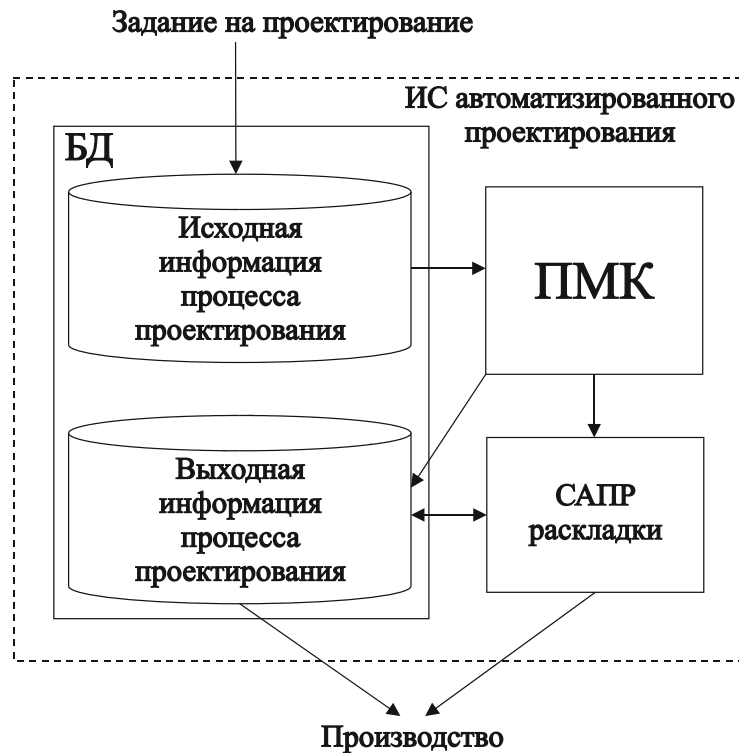 Задание на проектирование
ИС автоматизированного
проектирования
БД
Исходная
информация
процесса
проектирования
ПМК
Выходная
информация
процесса
проектирования
САПР
раскладки
Производство